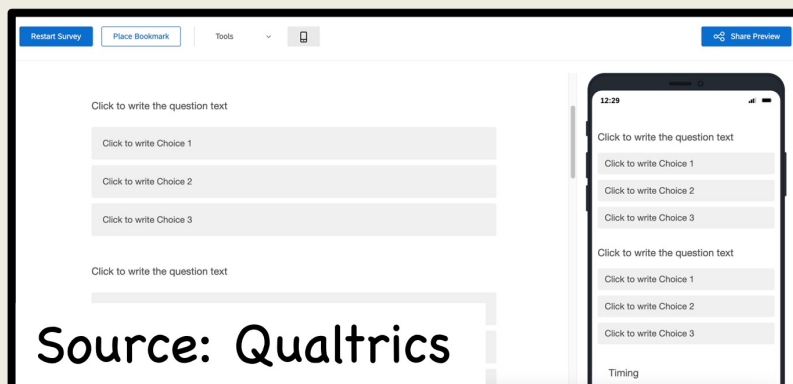 Restart Survey
Place Bookmark
Tools
Share Preview
Click to write the question text
Click to write Choice 1
Click to write Choice 2
Click to write Choice 3
Click to write the question text
Source: Qualtrics
12:29
Click to write the question text
Click to write Choice 1
Click to write Choice 2
Click to write Choice 3
Click to write the question text
Click to write Choice 1
Click to write Choice 2
Click to write Choice 3
Timing